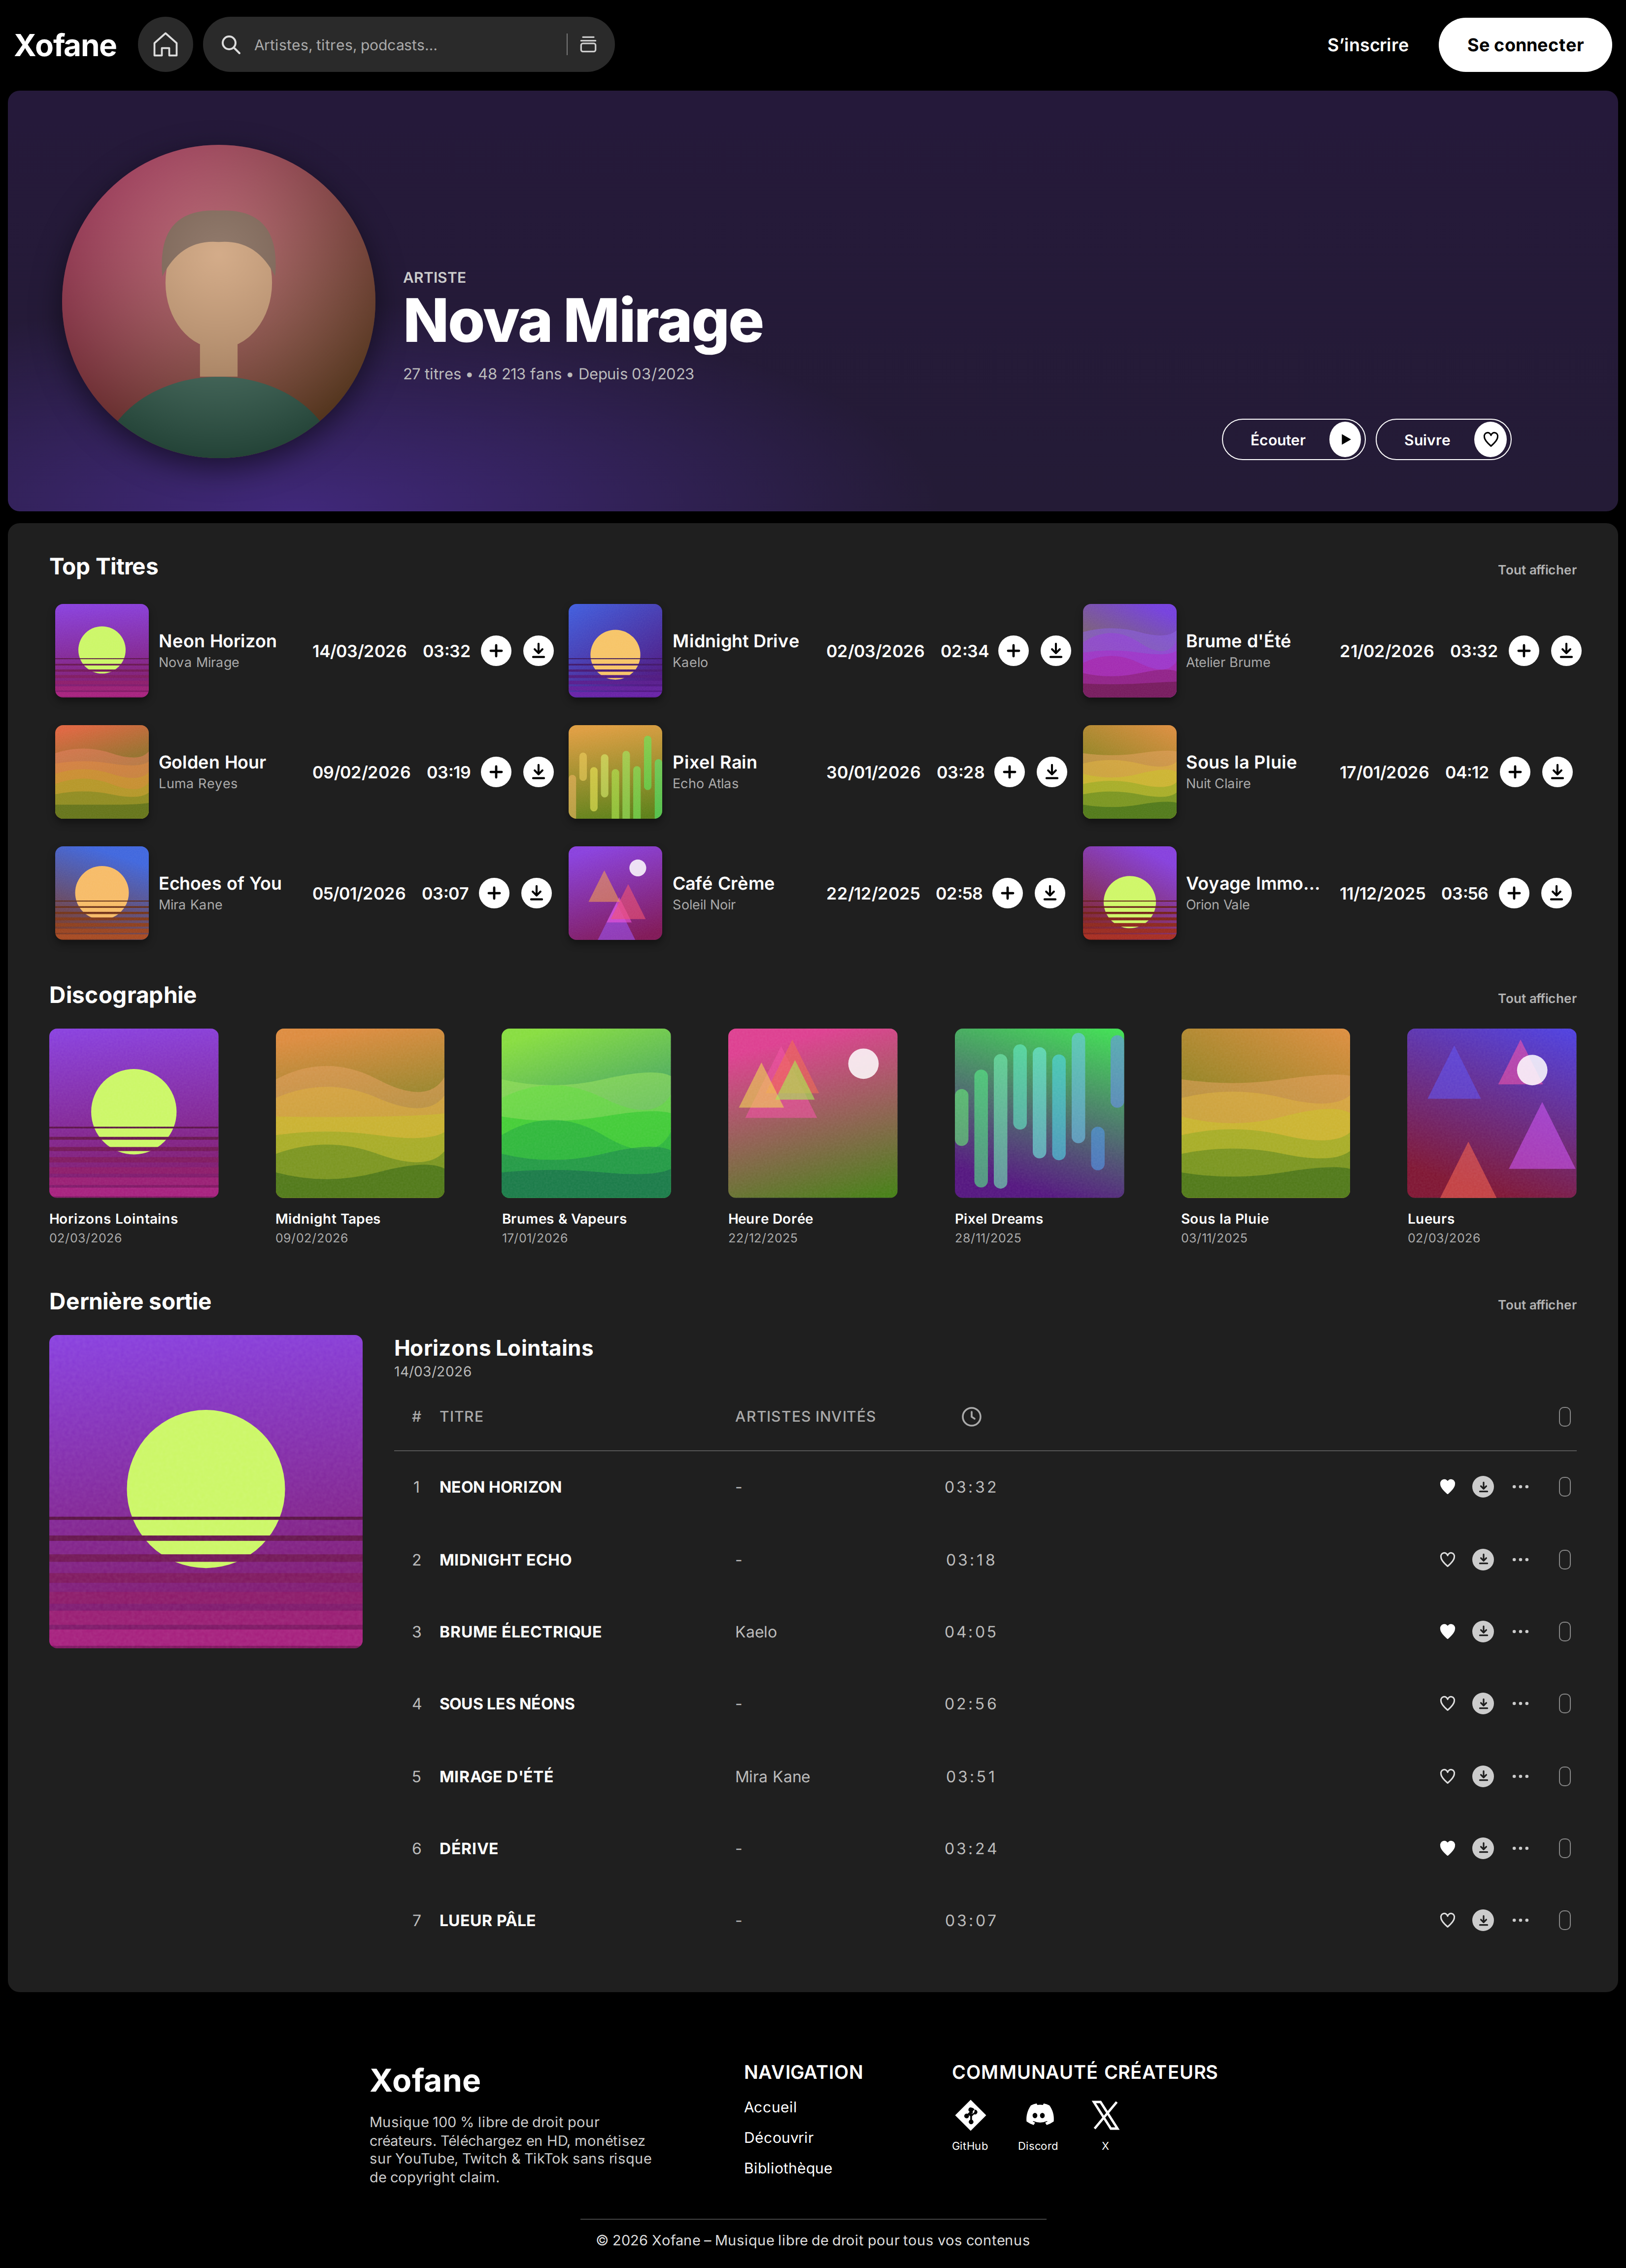 Xofane
Artistes, titres, podcasts...
S'inscrire
Se connecter
ARTISTE
Nova Mirage
27 titres • 48 213 fans • Depuis 03/2023
Écouter
Suivre
Top Titres
Tout afficher
Neon Horizon
Nova Mirage
14/03/2026 03:32
Midnight Drive
Kaelo
02/03/2026 02:34
Brume d'Été
Atelier Brume
21/02/2026 03:32
Golden Hour
Luma Reyes
09/02/2026 03:19
Pixel Rain
Echo Atlas
30/01/2026 03:28
Sous la Pluie
Nuit Claire
17/01/2026 04:12
Echoes of You
Mira Kane
05/01/2026 03:07
Café Crème
Soleil Noir
22/12/2025 02:58
Voyage Immo...
Orion Vale
11/12/2025 03:56
Discographie
Tout afficher
Horizons Lointains
02/03/2026
Midnight Tapes
09/02/2026
Brumes & Vapeurs
17/01/2026
Heure Dorée
22/12/2025
Pixel Dreams
28/11/2025
Sous la Pluie
03/11/2025
Lueurs
02/03/2026
Dernière sortie
Tout afficher
Horizons Lointains
14/03/2026
# TITRE ARTISTES INVITÉS
1 NEON HORIZON - 03:32
2 MIDNIGHT ECHO - 03:18
3 BRUME ÉLECTRIQUE Kaelo 04:05
4 SOUS LES NÉONS - 02:56
5 MIRAGE D'ÉTÉ Mira Kane 03:51
6 DÉRIVE - 03:24
7 LUEUR PÂLE - 03:07
Xofane
Musique 100 % libre de droit pour
créateurs. Téléchargez en HD, monétisez
sur YouTube, Twitch & TikTok sans risque
de copyright claim.
NAVIGATION
Accueil
Découvrir
Bibliothèque
COMMUNAUTÉ CRÉATEURS
GitHub
Discord
X
© 2026 Xofane – Musique libre de droit pour tous vos contenus